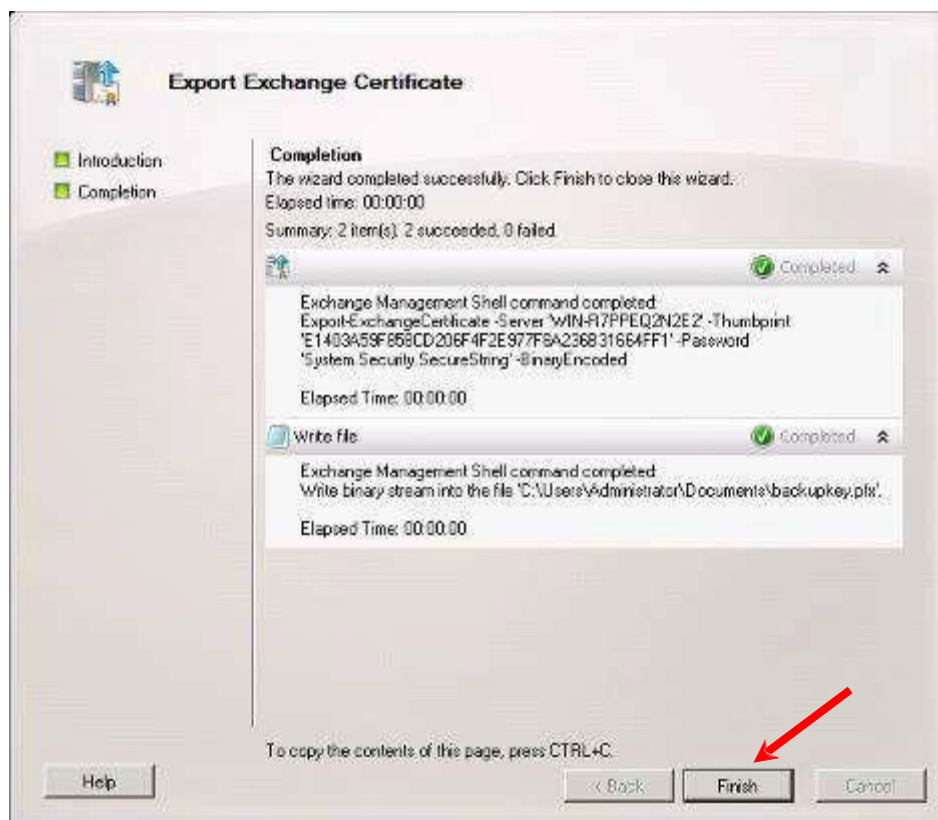 Export Exchange Certificate
Introduction
Completion
Completion
The wizard completed successfully. Click Finish to close this wizard.
Elapsed time: 00:00:00
Summary: 2 item(s). 2 succeeded, 0 failed.
Completed
Exchange Management Shell command completed:
Export-ExchangeCertificate -Server 'WIN-R7PPEQ2N2E2' -Thumbprint
'E1403A59F858CD206F4F2E977F6A236831664FF1' -Password
'System.Security.SecureString' -BinaryEncoded
Elapsed Time: 00:00:00
Write file
Completed
Exchange Management Shell command completed:
Write binary stream into the file 'C:\Users\Administrator\Documents\backupkey.pfx'.
Elapsed Time: 00:00:00
To copy the contents of this page, press CTRL+C.
Help
< Back
Finish
Cancel